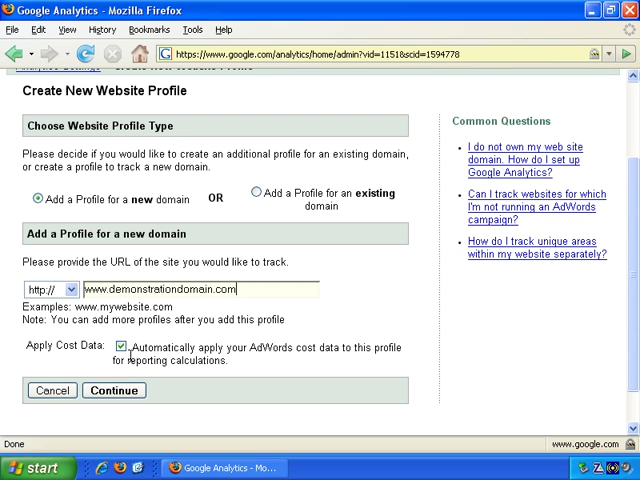 Google Analytics - Mozilla Firefox
File Edit View History Bookmarks Tools Help
https://www.google.com/analytics/home/admin?vid=1151&scid=1594778
Create New Website Profile
Choose Website Profile Type
Please decide if you would like to create an additional profile for an existing domain,
or create a profile to track a new domain.
Add a Profile for a new domain OR Add a Profile for an existing
domain
Add a Profile for a new domain
Please provide the URL of the site you would like to track.
http:// www.demonstrationdomain.com
Examples: www.mywebsite.com
Note: You can add more profiles after you add this profile
Apply Cost Data: Automatically apply your AdWords cost data to this profile
for reporting calculations.
Cancel Continue
Common Questions
I do not own my web site
domain. How do I set up
Google Analytics?
Can I track websites for which
I'm not running an AdWords
campaign?
How do I track unique areas
within my website separately?
Done www.google.com
start Google Analytics - Mo...